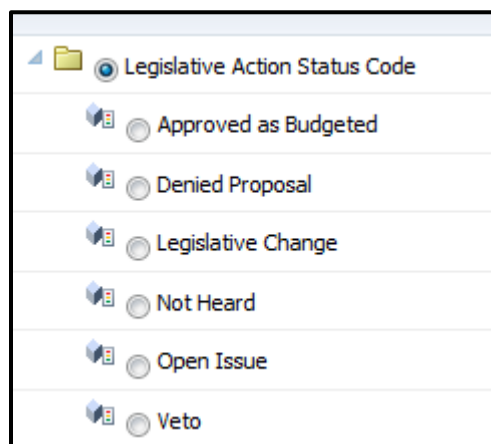 Legislative Action Status Code
Approved as Budgeted
Denied Proposal
Legislative Change
Not Heard
Open Issue
Veto